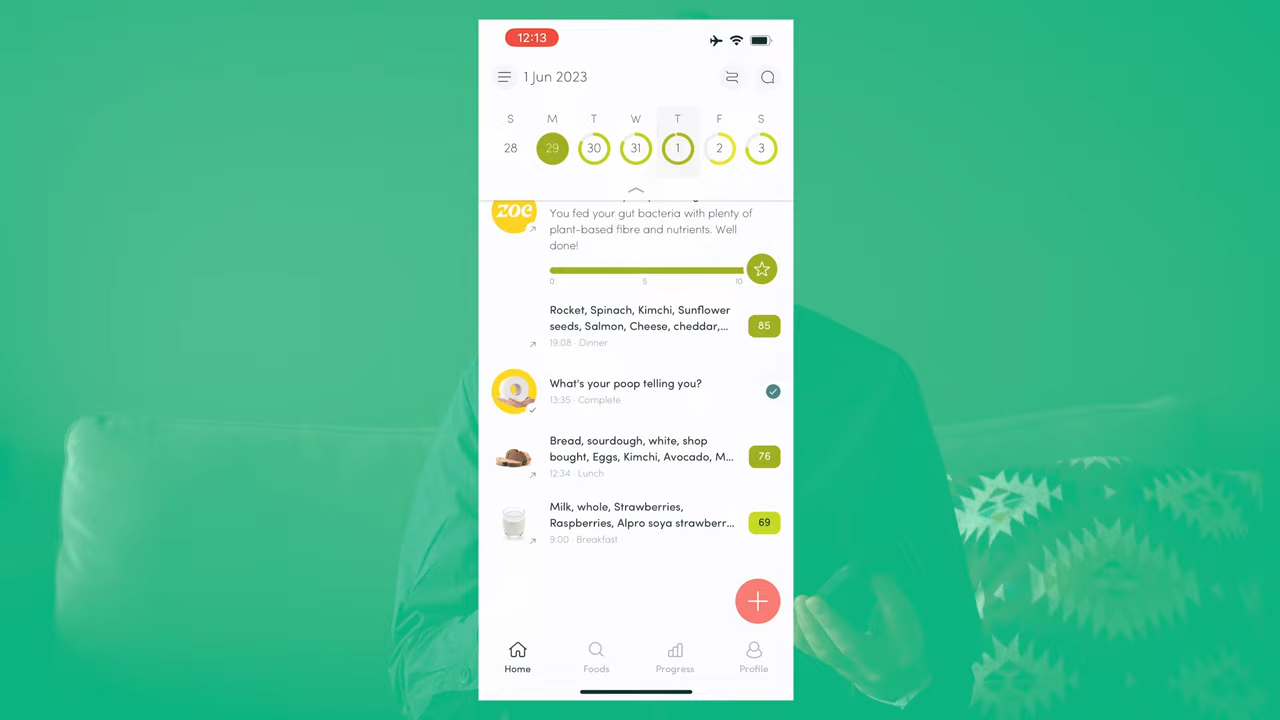 12:13
1 Jun 2023
S M T W T F S
28 29 30 31 1 2 3
zoe
You fed your gut bacteria with plenty of
plant-based fibre and nutrients. Well
done!
0 5 10
Rocket, Spinach, Kimchi, Sunflower
seeds, Salmon, Cheese, cheddar,...
85
19:08 · Dinner
What's your poop telling you?
13:35 · Complete
Bread, sourdough, white, shop
bought, Eggs, Kimchi, Avocado, M...
76
12:34 · Lunch
Milk, whole, Strawberries,
Raspberries, Alpro soya strawberr...
69
9:00 · Breakfast
Home Foods Progress Profile